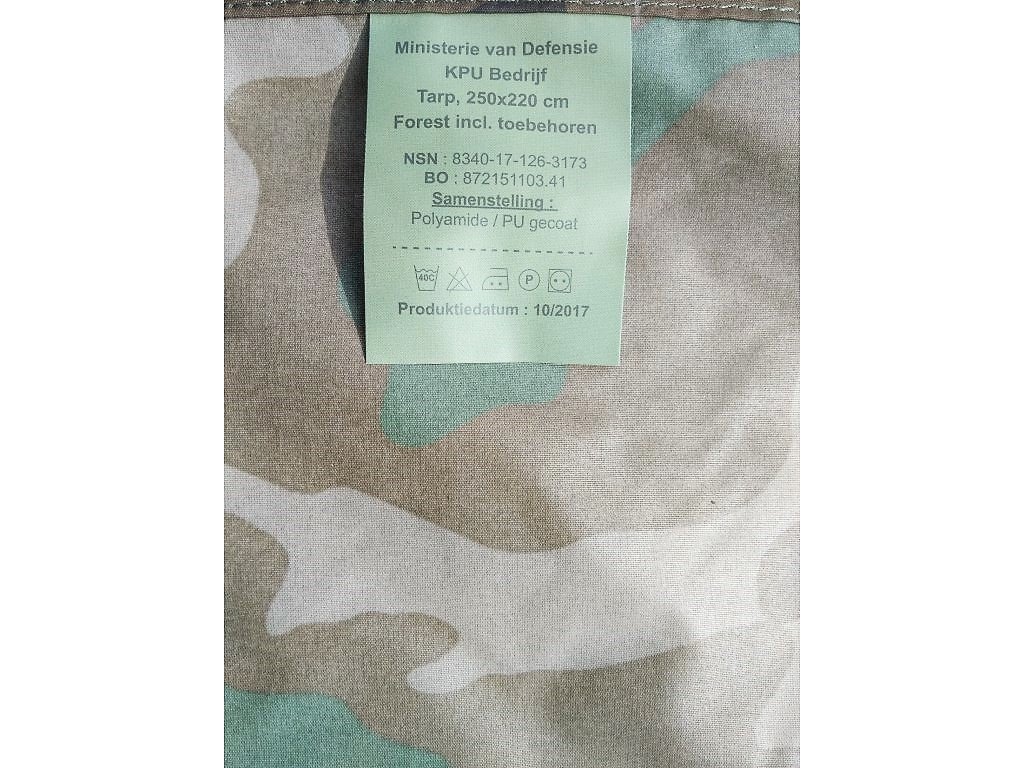 Ministerie van Defensie
KPU Bedrijf
Tarp, 250x220 cm
Forest incl. toebehoren
NSN : 8340-17-126-3173
BO : 872151103.41
Samenstelling :
Polyamide / PU gecoat
40C P
Produktiedatum : 10/2017